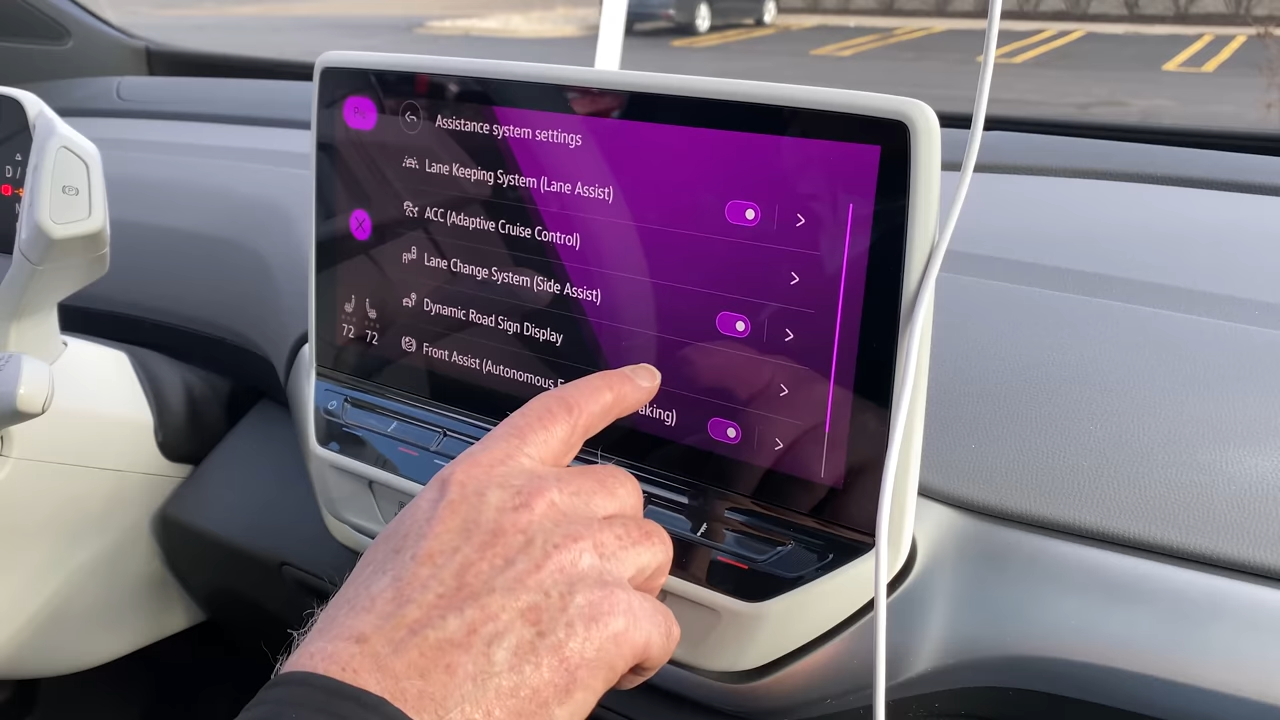 Assistance system settings
Lane Keeping System (Lane Assist)
ACC (Adaptive Cruise Control)
Lane Change System (Side Assist)
Dynamic Road Sign Display
Front Assist (Autonomous E aking)
72 72
D /
N